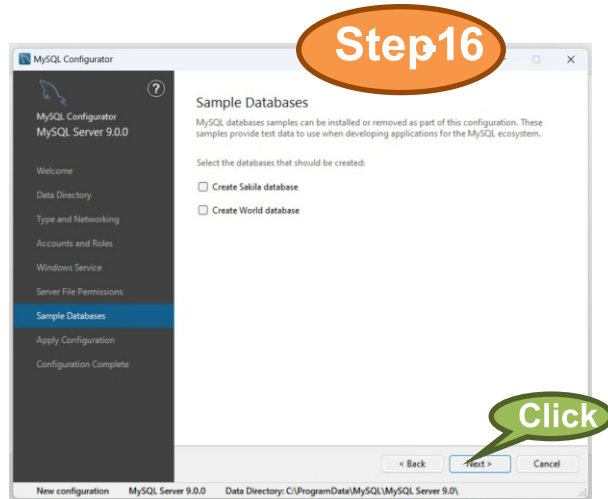 Step-16
MySQL Configurator
?
MySQL Configurator
MySQL Server 9.0.0
Welcome
Data Directory
Type and Networking
Accounts and Roles
Windows Service
Server File Permissions
Sample Databases
Apply Configuration
Configuration Complete
Sample Databases
MySQL databases samples can be installed or removed as part of this configuration. These
samples provide test data to use when developing applications for the MySQL ecosystem.
Select the databases that should be created:
Create Sakila database
Create World database
Click
< Back
Next >
Cancel
New configuration MySQL Server 9.0.0 Data Directory: C:\ProgramData\MySQL\MySQL Server 9.0\